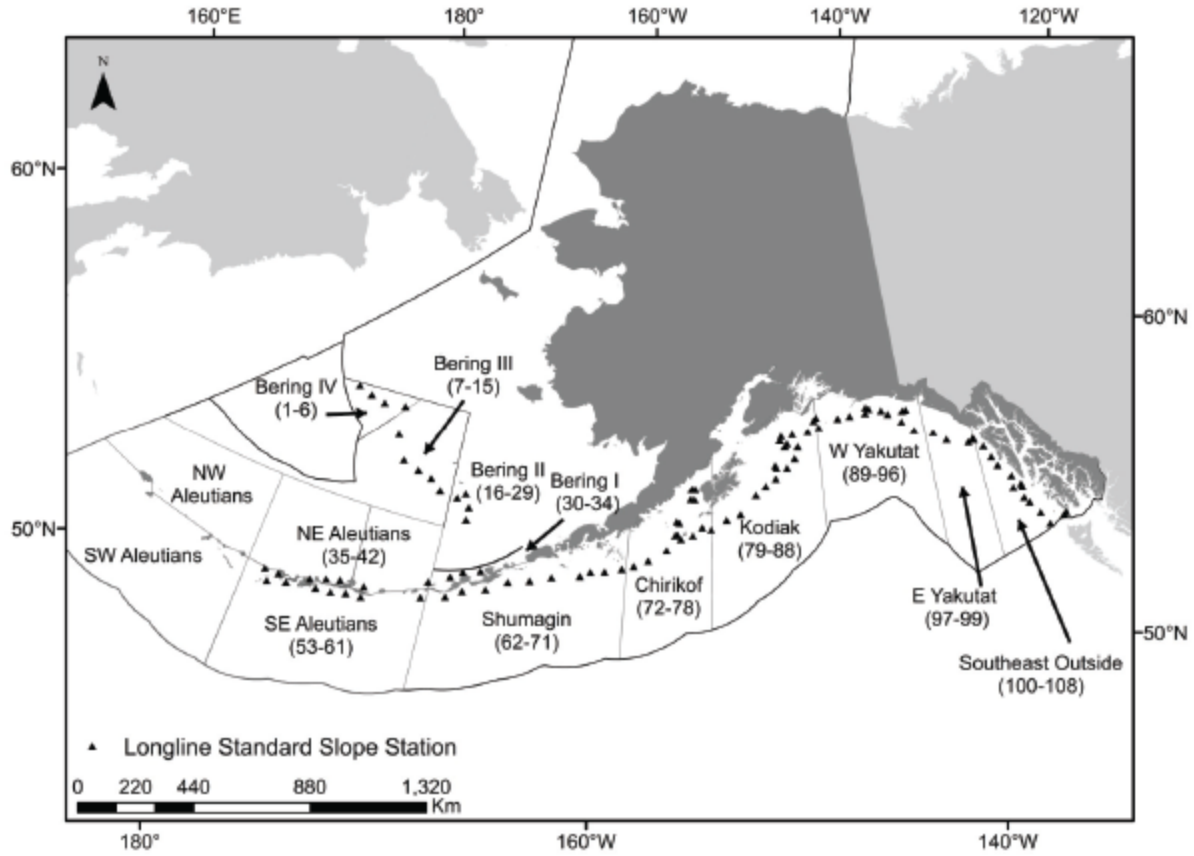 160°E 180° 160°W 140°W 120°W
N
60°N
60°N
Bering III
(7-15)
Bering IV
(1-6)
Bering II
(16-29)
Bering I
(30-34)
NW
Aleutians
W Yakutat
(89-96)
50°N
NE Aleutians
(35-42)
Kodiak
(79-88)
SW Aleutians
Chirikof
(72-78)
E Yakutat
(97-99)
SE Aleutians
(53-61)
Shumagin
(62-71)
50°N
Southeast Outside
(100-108)
Longline Standard Slope Station
0 220 440 880 1,320
Km
180° 160°W 140°W